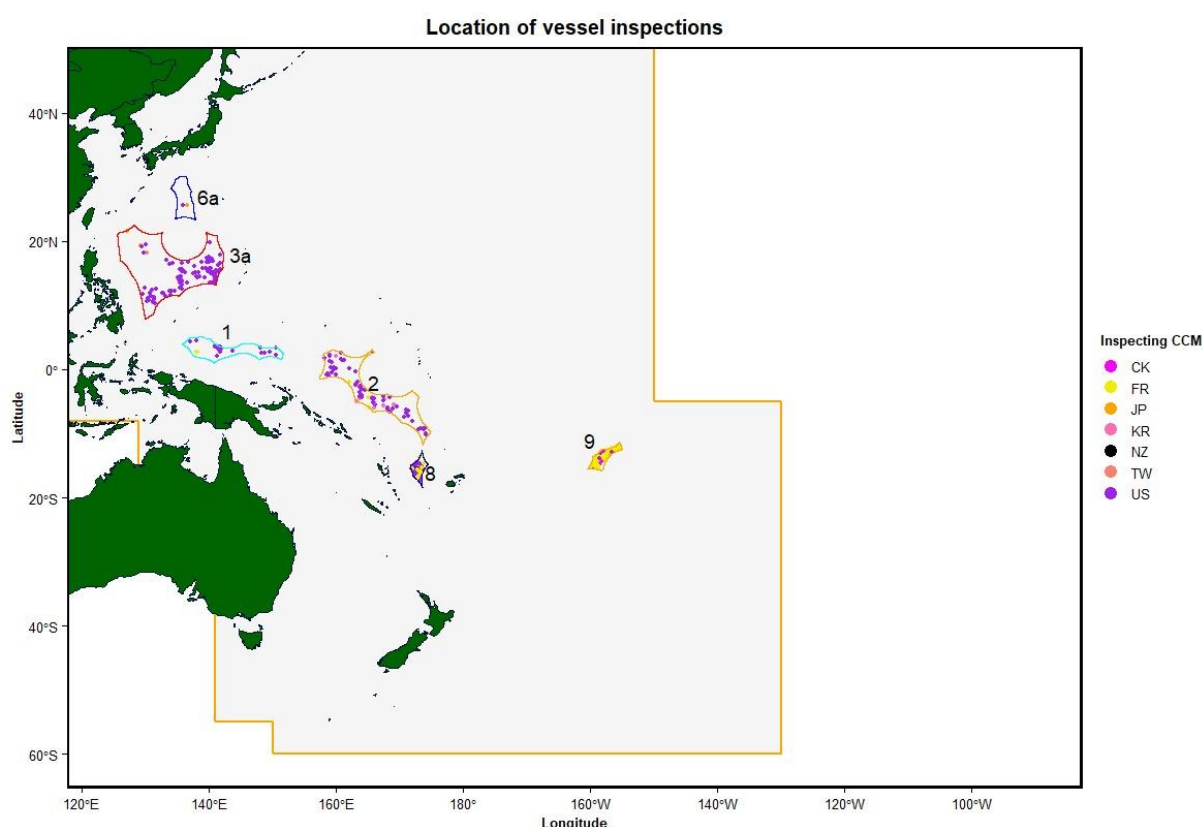 Location of vessel inspections
40°N
6a
20°N
3a
1
0°
2
9
8
20°S
40°S
60°S
Latitude
120°E
140°E
160°E
180°
160°W
140°W
120°W
100°W
Longitude
Inspecting CCM
CK
FR
JP
KR
NZ
TW
US